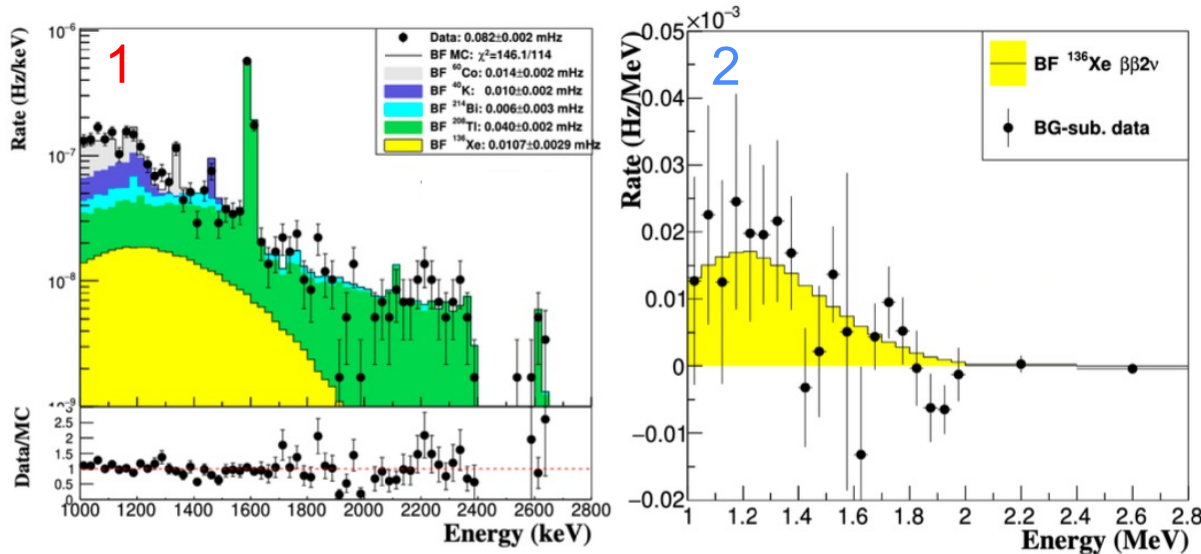 1
Rate (Hz/keV)
10⁻⁶
10⁻⁷
10⁻⁸
10⁻⁹
Data: 0.082±0.002 mHz
BF MC: χ²=146.1/114
BF ⁶⁰Co: 0.014±0.002 mHz
BF ⁴⁰K: 0.010±0.002 mHz
BF ²¹⁴Bi: 0.006±0.003 mHz
BF ²⁰⁸Tl: 0.040±0.002 mHz
BF ¹³⁶Xe: 0.0107±0.0029 mHz
Data/MC
2.5
2
1.5
1
0.5
0
1000 1200 1400 1600 1800 2000 2200 2400 2600 2800
Energy (keV)
2
×10⁻³
Rate (Hz/MeV)
0.05
0.04
0.03
0.02
0.01
0
−0.01
−0.02
BF ¹³⁶Xe ββ2ν
BG-sub. data
1 1.2 1.4 1.6 1.8 2 2.2 2.4 2.6 2.8
Energy (MeV)